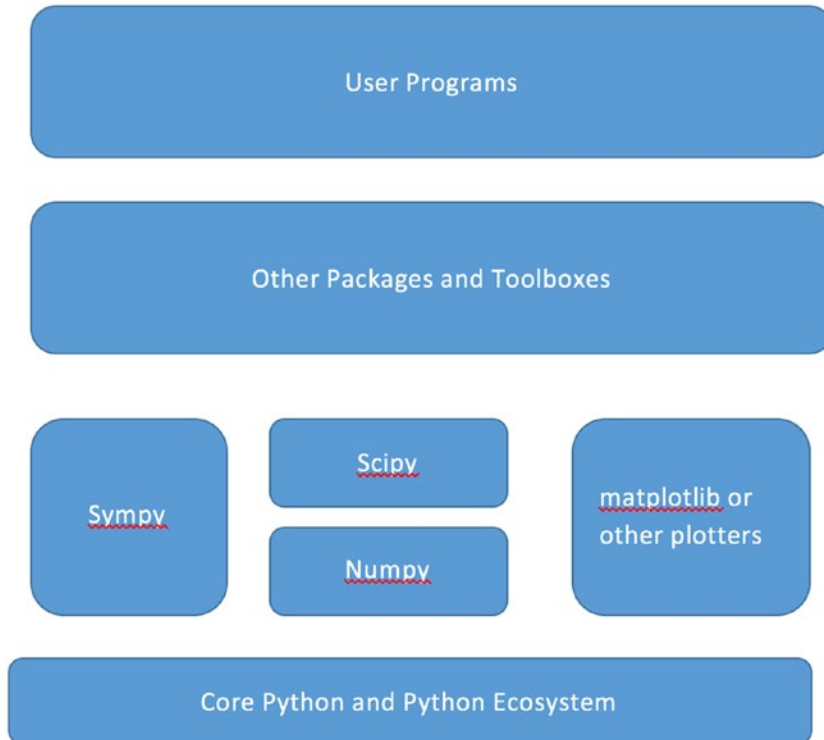 User Programs
Other Packages and Toolboxes
Sympy
Scipy
Numpy
matplotlib or
other plotters
Core Python and Python Ecosystem